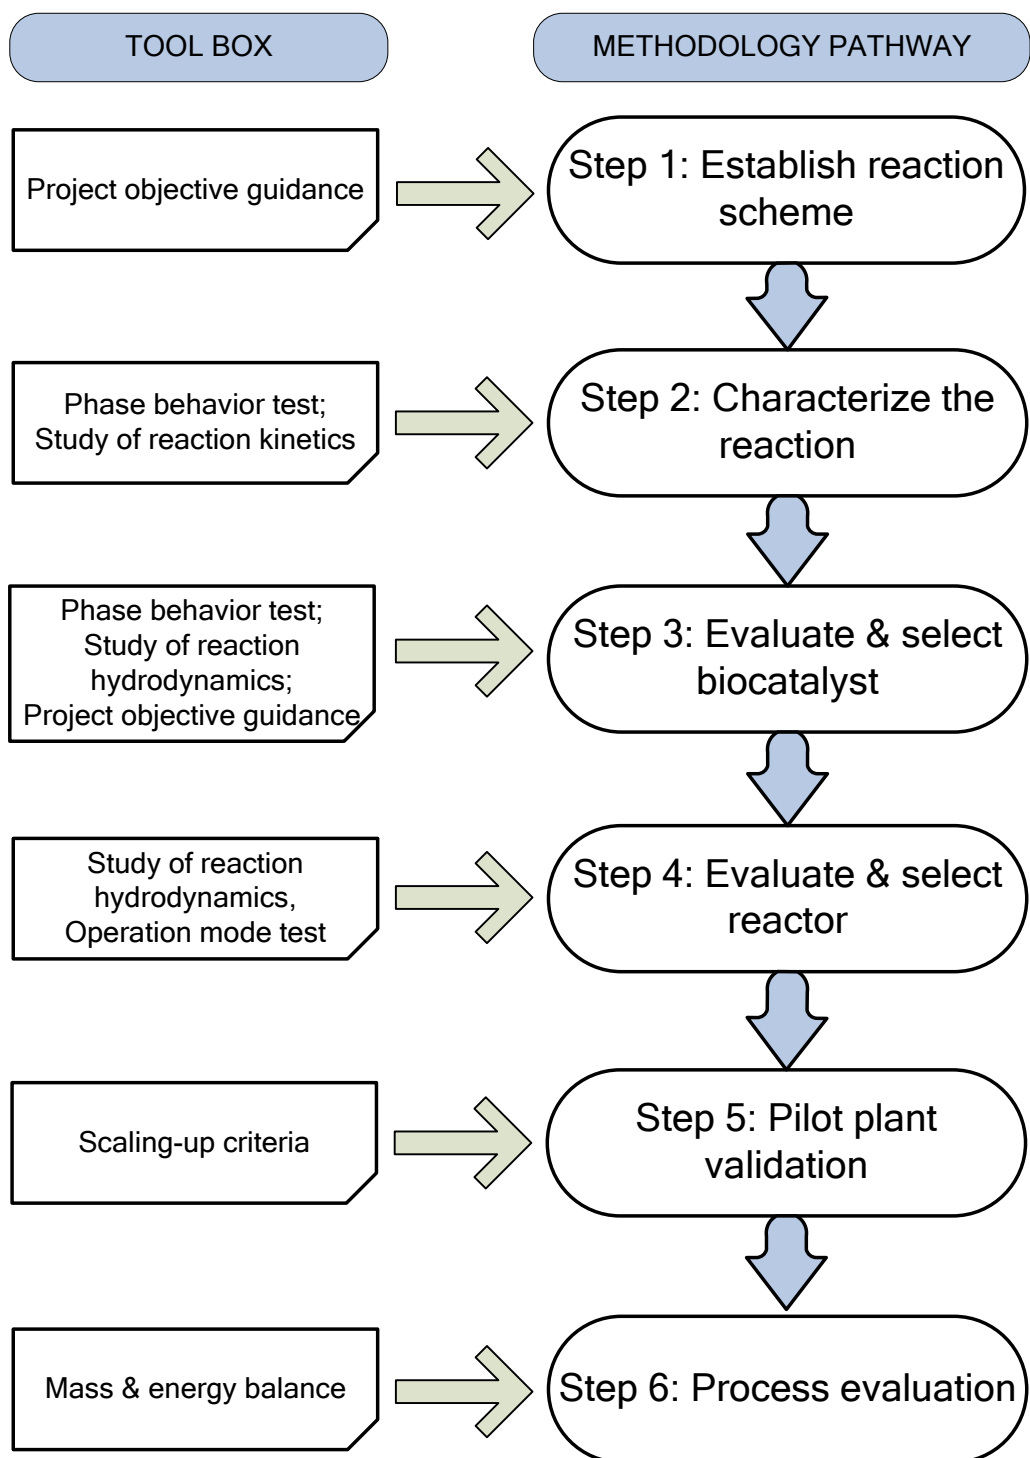 TOOL BOX
METHODOLOGY PATHWAY
Project objective guidance
Step 1: Establish reaction
scheme
Phase behavior test;
Study of reaction kinetics
Step 2: Characterize the
reaction
Phase behavior test;
Study of reaction
hydrodynamics;
Project objective guidance
Step 3: Evaluate & select
biocatalyst
Study of reaction
hydrodynamics,
Operation mode test
Step 4: Evaluate & select
reactor
Scaling-up criteria
Step 5: Pilot plant
validation
Mass & energy balance
Step 6: Process evaluation